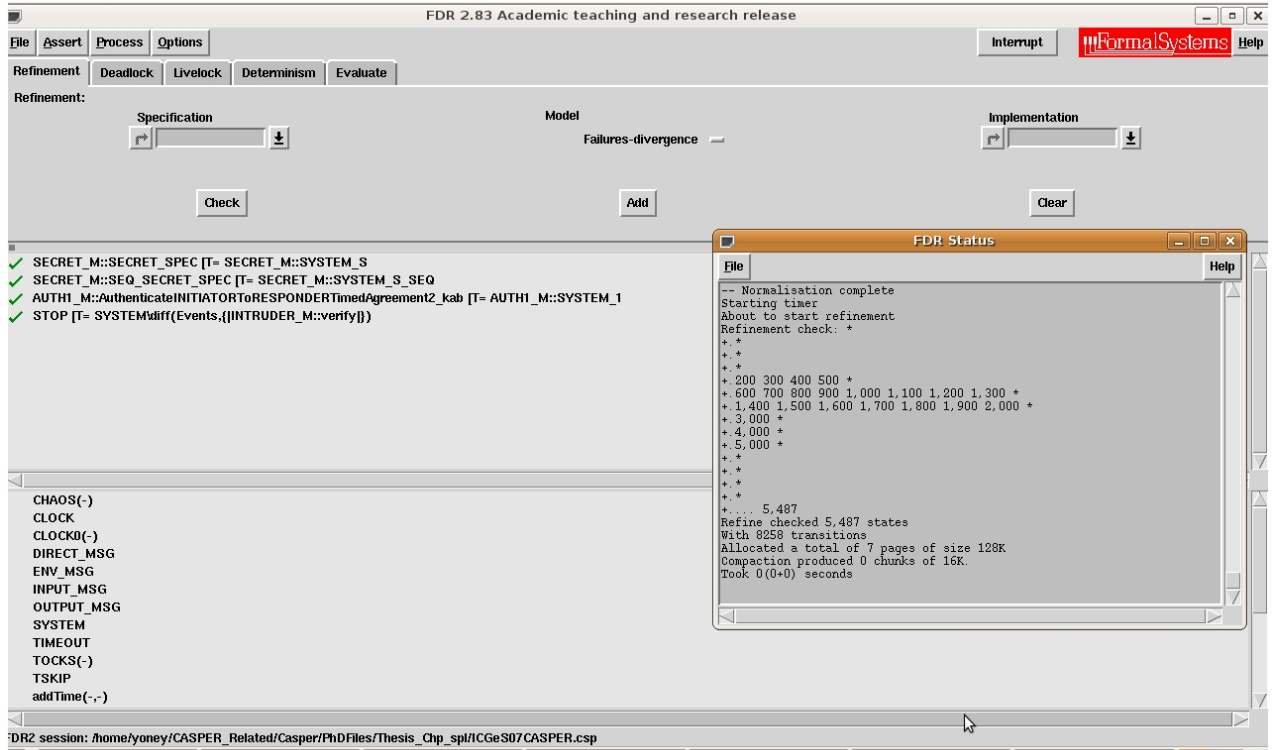 FDR 2.83 Academic teaching and research release
File Assert Process Options Interrupt FormalSystems Help
Refinement Deadlock Livelock Determinism Evaluate
Refinement:
Specification Model Implementation
Failures-divergence
Check Add Clear
SECRET_M::SECRET_SPEC [T= SECRET_M::SYSTEM_S
SECRET_M::SEQ_SECRET_SPEC [T= SECRET_M::SYSTEM_S_SEQ
AUTH1_M::AuthenticateINITIATORToRESPONDERTimedAgreement2_kab [T= AUTH1_M::SYSTEM_1
STOP [T= SYSTEM\diff(Events,{|INTRUDER_M::verify|})
CHAOS(-)
CLOCK
CLOCK0(-)
DIRECT_MSG
ENV_MSG
INPUT_MSG
OUTPUT_MSG
SYSTEM
TIMEOUT
TOCKS(-)
TSKIP
addTime(-,-)
FDR Status
File Help
-- Normalisation complete
Starting timer
About to start refinement
Refinement check: *
+.*
+.*
+.*
+.200 300 400 500 *
+.600 700 800 900 1,000 1,100 1,200 1,300 *
+.1,400 1,500 1,600 1,700 1,800 1,900 2,000 *
+.3,000 *
+.4,000 *
+.5,000 *
+.*
+.*
+.*
+.*
+.... 5,487
Refine checked 5,487 states
With 8258 transitions
Allocated a total of 7 pages of size 128K
Compaction produced 0 chunks of 16K.
Took 0(0+0) seconds
FDR2 session: /home/yoney/CASPER_Related/Casper/PhDFiles/Thesis_Chp_spl/ICGeS07CASPER.csp